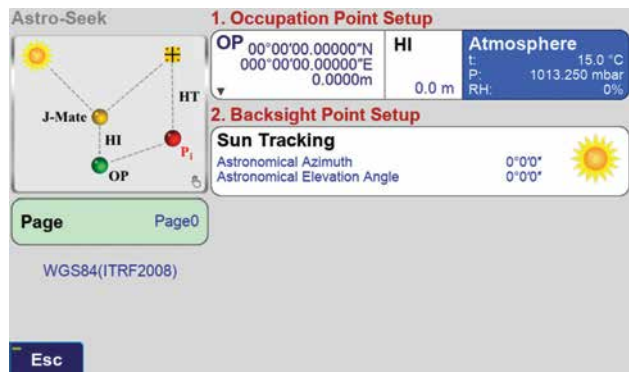 Astro-Seek
J-Mate
HI
OP
HT
P1
Page Page0
WGS84(ITRF2008)
Esc
1. Occupation Point Setup
OP 00°00'00.00000"N
000°00'00.00000"E
0.0000m
HI
0.0 m
Atmosphere
t: 15.0 °C
P: 1013.250 mbar
RH: 0%
2. Backsight Point Setup
Sun Tracking
Astronomical Azimuth 0°0'0"
Astronomical Elevation Angle 0°0'0"